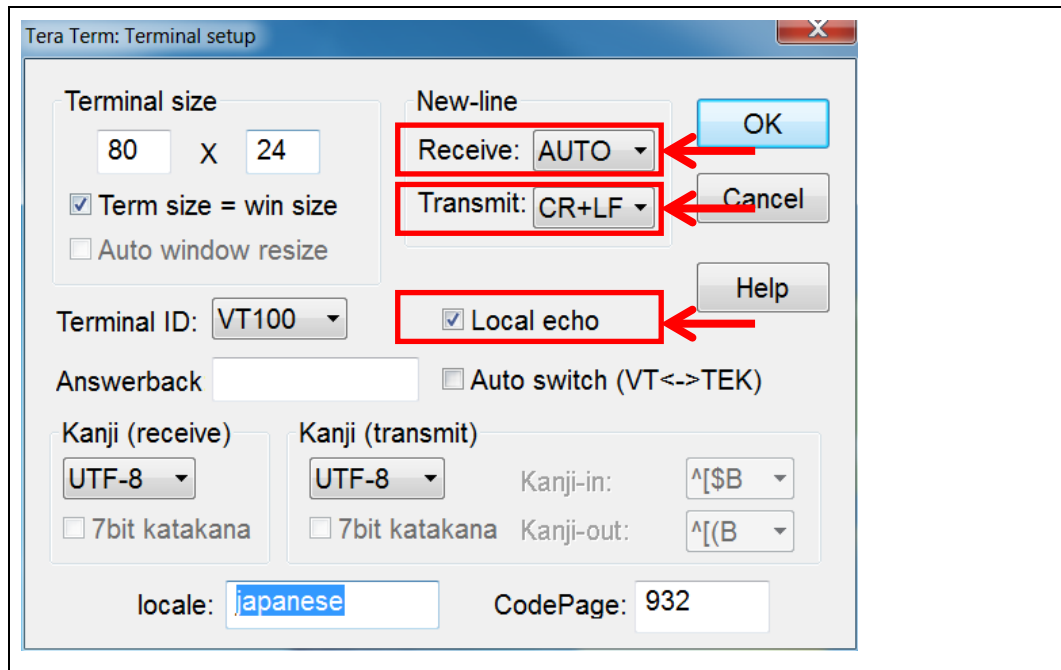 Tera Term: Terminal setup
Terminal size
80 X 24
Term size = win size
Auto window resize
New-line
Receive: AUTO
Transmit: CR+LF
OK
Cancel
Help
Terminal ID: VT100
Local echo
Answerback
Auto switch (VT<->TEK)
Kanji (receive)
UTF-8
7bit katakana
Kanji (transmit)
UTF-8
7bit katakana
Kanji-in: ^[$B
Kanji-out: ^[(B
locale: japanese
CodePage: 932